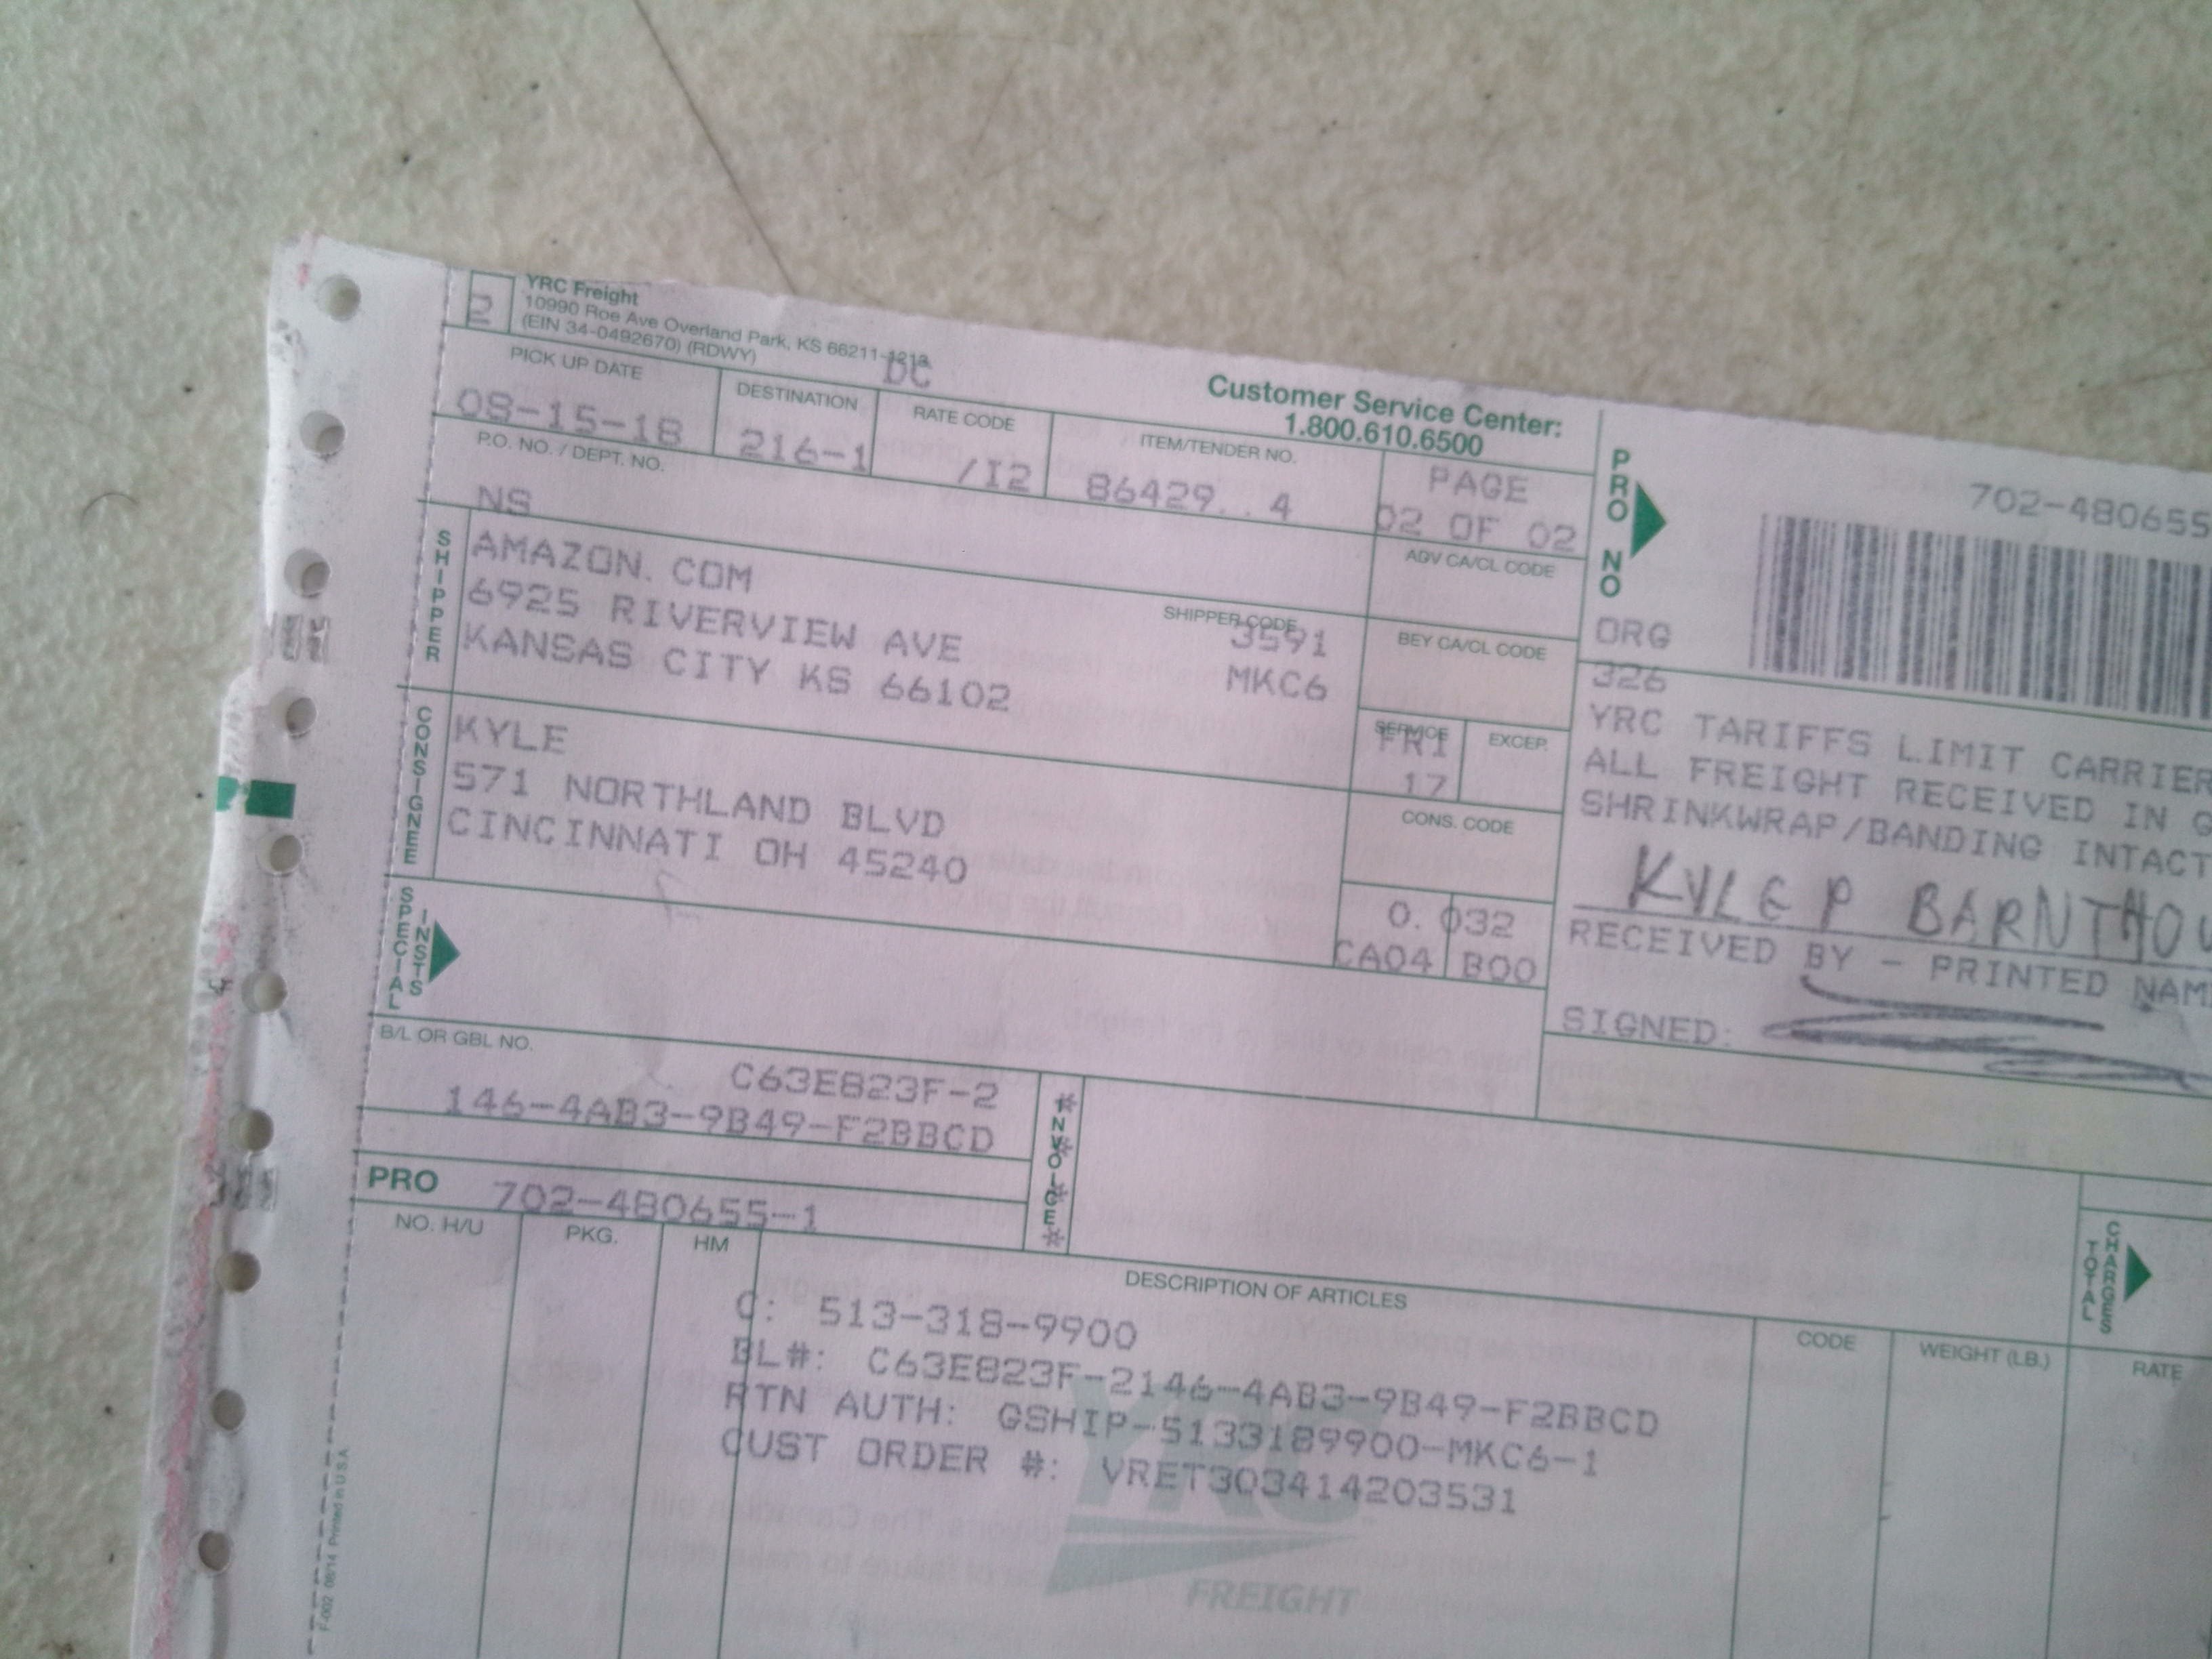 2
YRC Freight
10990 Roe Ave Overland Park, KS 66211-1213
(EIN 34-0492670) (RDWY)
DC
Customer Service Center:
1.800.610.6500
PICK UP DATE
08-15-18
DESTINATION
216-1
RATE CODE
/I2
ITEM/TENDER NO.
86429. . 4
PAGE
02 OF 02
P.O. NO. / DEPT. NO.
NS
PRO NO
702-480655
ORG
326
SHIPPER
AMAZON. COM
6925 RIVERVIEW AVE
KANSAS CITY KS 66102
SHIPPER CODE
3591
MKC6
ADV CA/CL CODE
BEY CA/CL CODE
CONSIGNEE
KYLE
571 NORTHLAND BLVD
CINCINNATI OH 45240
SERVICE
FRI
17
EXCEP.
CONS. CODE
0. 032
CA04 B00
YRC TARIFFS LIMIT CARRIER
ALL FREIGHT RECEIVED IN G
SHRINKWRAP/BANDING INTACT
KYLE P BARNTHOU
RECEIVED BY - PRINTED NAM
SIGNED:
SPECIAL INSTS
B/L OR GBL NO.
C63E823F-2
146-4AB3-9B49-F2BBCD
INVOICE
PRO 702-480655-1
TOTAL CHARGES
NO. H/U
PKG.
HM
DESCRIPTION OF ARTICLES
CODE
WEIGHT (LB.)
RATE
C: 513-318-9900
BL#: C63E823F-2146-4AB3-9B49-F2BBCD
RTN AUTH: GSHIP-5133189900-MKC6-1
CUST ORDER #: VRET303414203531
YRC
FREIGHT
F-002 06/14 Printed in U.S.A